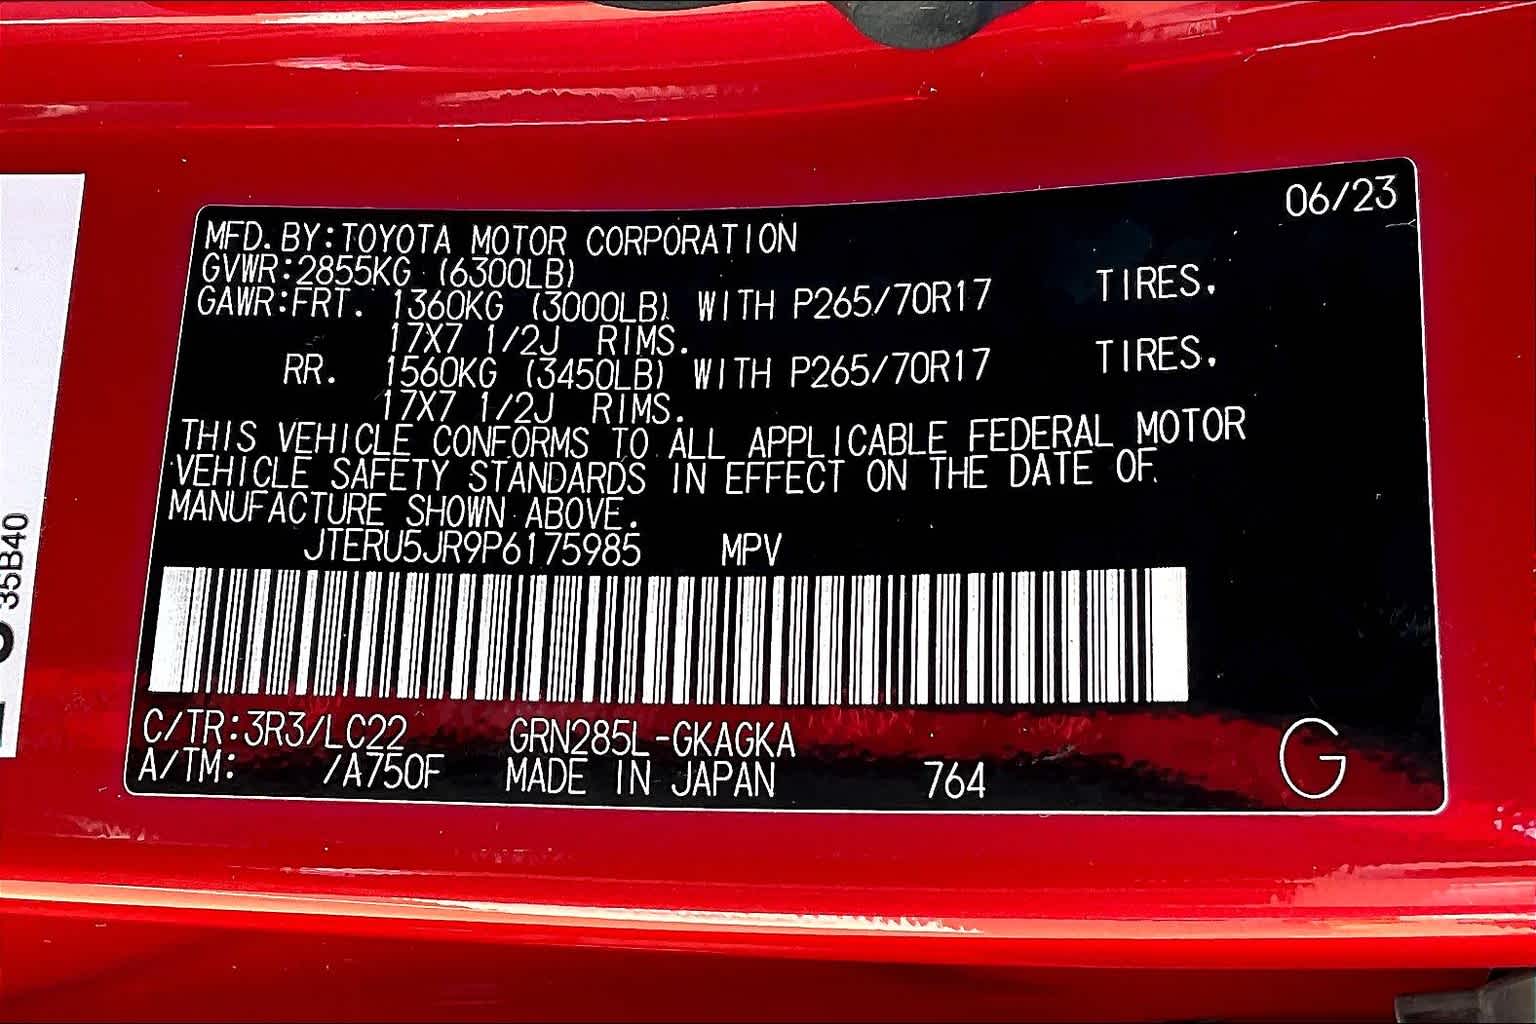 06/23
MFD.BY:TOYOTA MOTOR CORPORATION
GVWR:2855KG (6300LB)
GAWR:FRT. 1360KG (3000LB) WITH P265/70R17 TIRES.
17X7 1/2J RIMS.
RR. 1560KG (3450LB) WITH P265/70R17 TIRES.
17X7 1/2J RIMS.
THIS VEHICLE CONFORMS TO ALL APPLICABLE FEDERAL MOTOR
VEHICLE SAFETY STANDARDS IN EFFECT ON THE DATE OF
MANUFACTURE SHOWN ABOVE.
JTERU5JR9P6175985 MPV
C/TR:3R3/LC22 GRN285L-GKAGKA
A/TM: /A750F MADE IN JAPAN 764
G
35B40